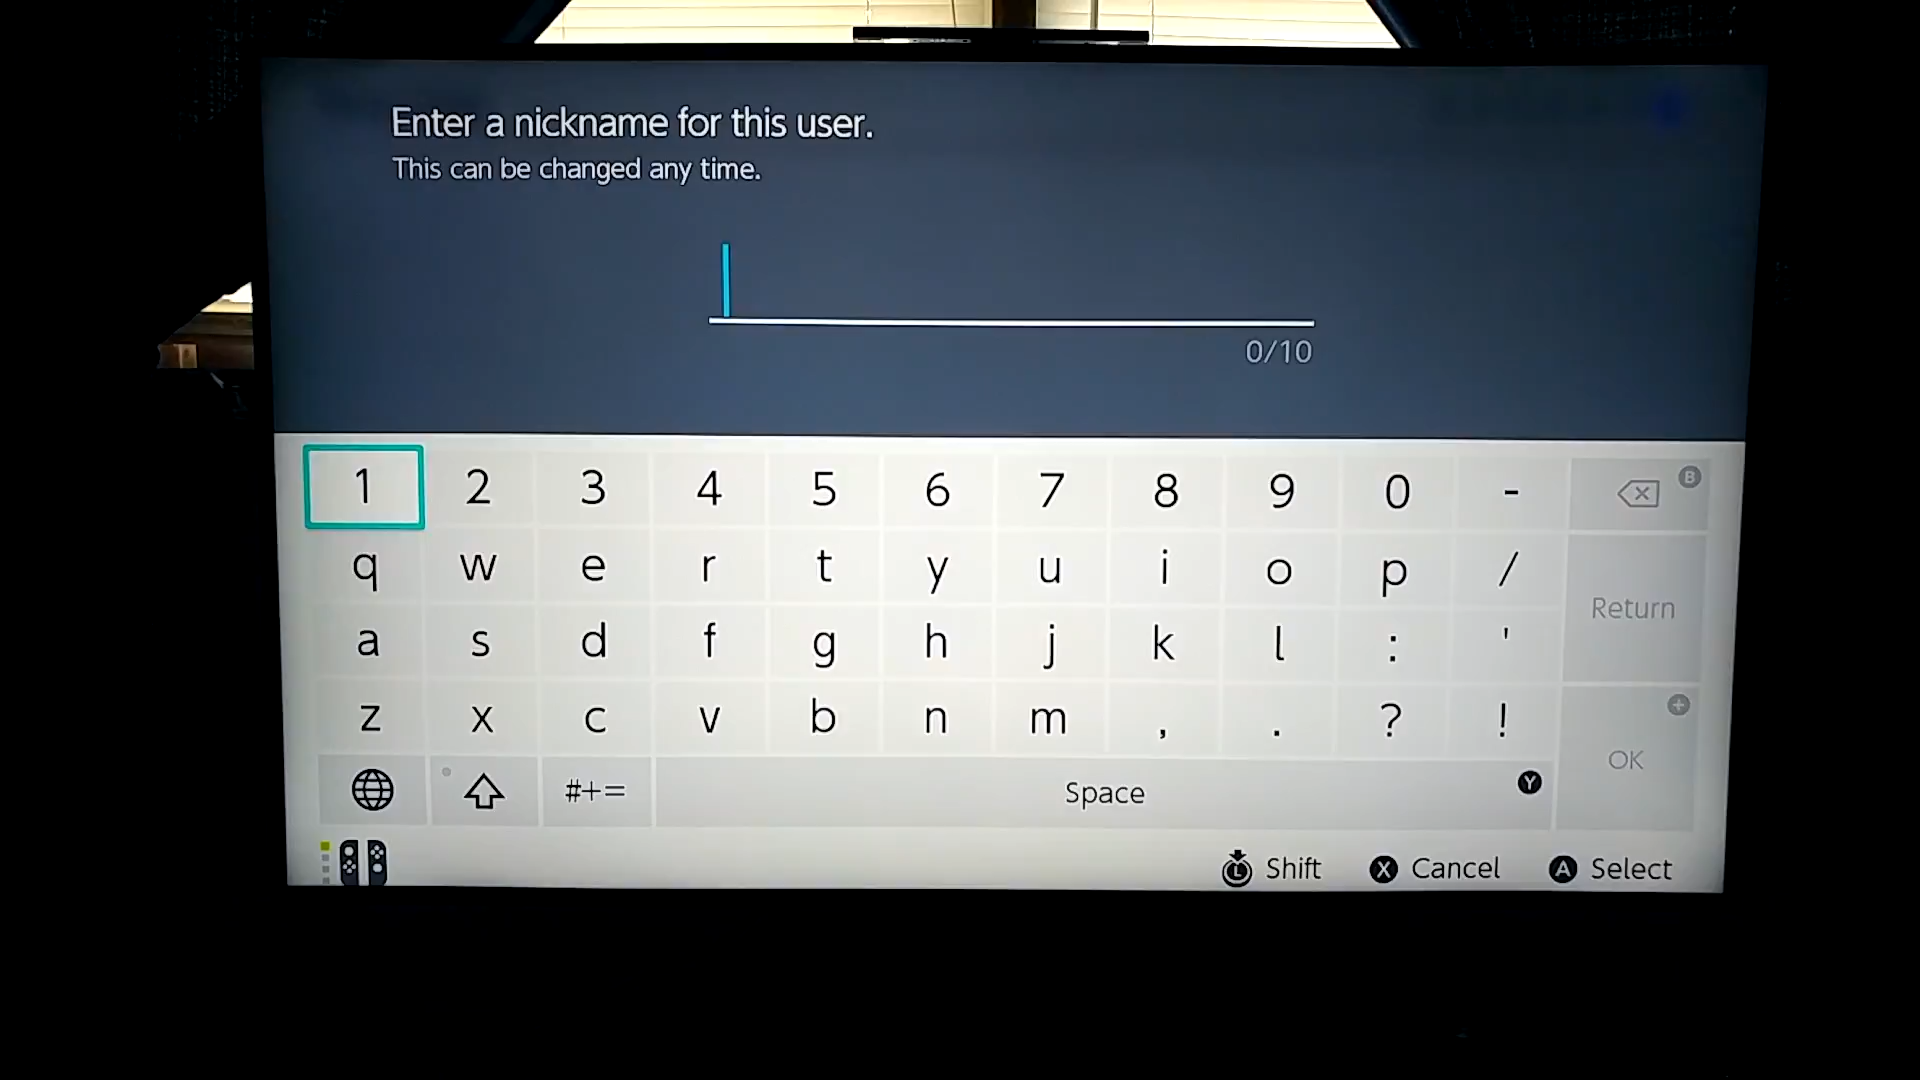 Enter a nickname for this user.
This can be changed any time.
0/10
1 2 3 4 5 6 7 8 9 0 - B
q w e r t y u i o p /
Return
a s d f g h j k l : '
z x c v b n m , . ? ! +
OK
#+= Space Y
L Shift X Cancel A Select